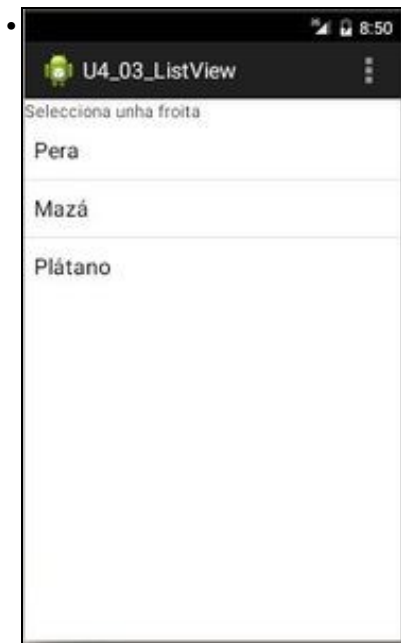 8:50
U4_03_ListView
Selecciona unha froita
Pera
Mazá
Plátano